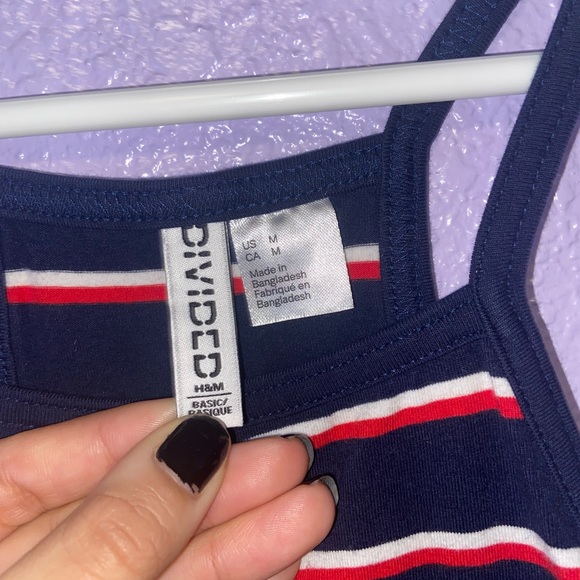 DIVIDED
H&M
BASIC/
BASIQUE
US M
CA M
Made in
Bangladesh
Fabriqué en
Bangladesh